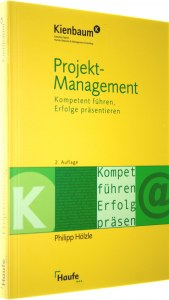 Kienbaum
Projekt-
Management
Kompetent führen,
Erfolge präsentieren
2. Auflage
Kompet
führen
Erfolg
präsen
K
@
Philipp Hölzle
Haufe